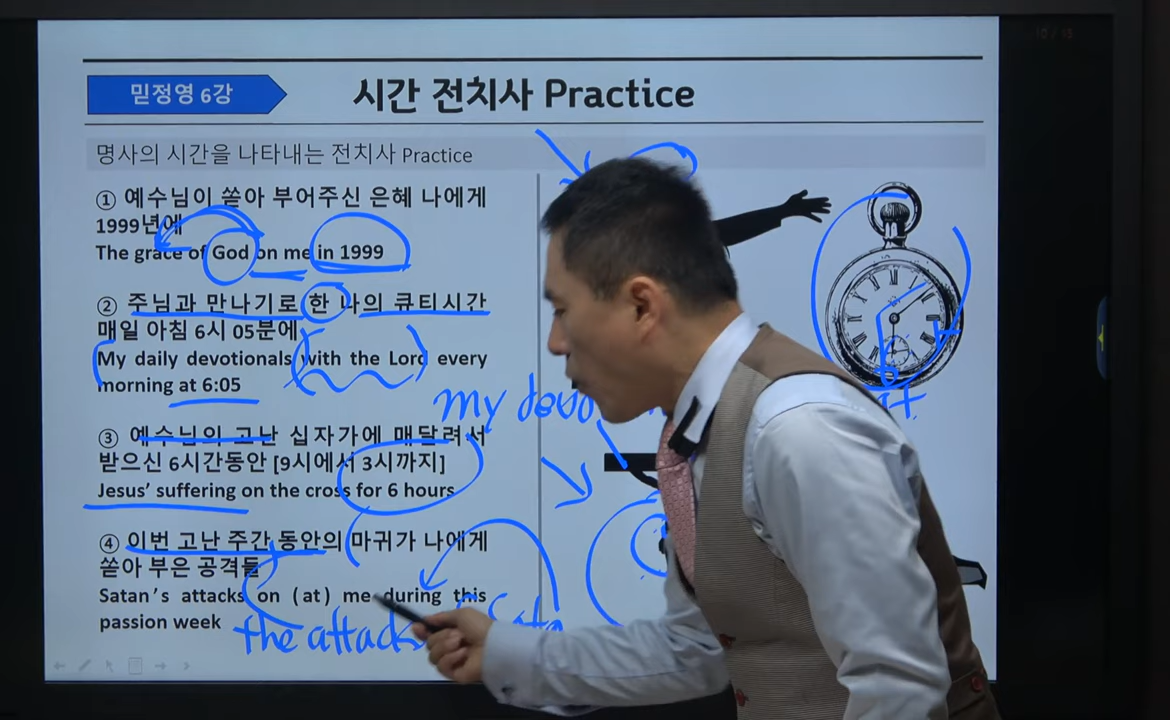 10 / 15
믿정영 6강
시간 전치사 Practice
명사의 시간을 나타내는 전치사 Practice
① 예수님이 쏟아 부어주신 은혜 나에게
1999년에
The grace of God on me in 1999
② 주님과 만나기로 한 나의 큐티시간
매일 아침 6시 05분에
My daily devotionals with the Lord every
morning at 6:05
my devo
at
③ 예수님의 고난 십자가에 매달려서
받으신 6시간동안 [9시에서 3시까지]
Jesus' suffering on the cross for 6 hours
④ 이번 고난 주간 동안의 마귀가 나에게
쏟아 부은 공격들
Satan's attacks on (at) me during this
passion week
the attack